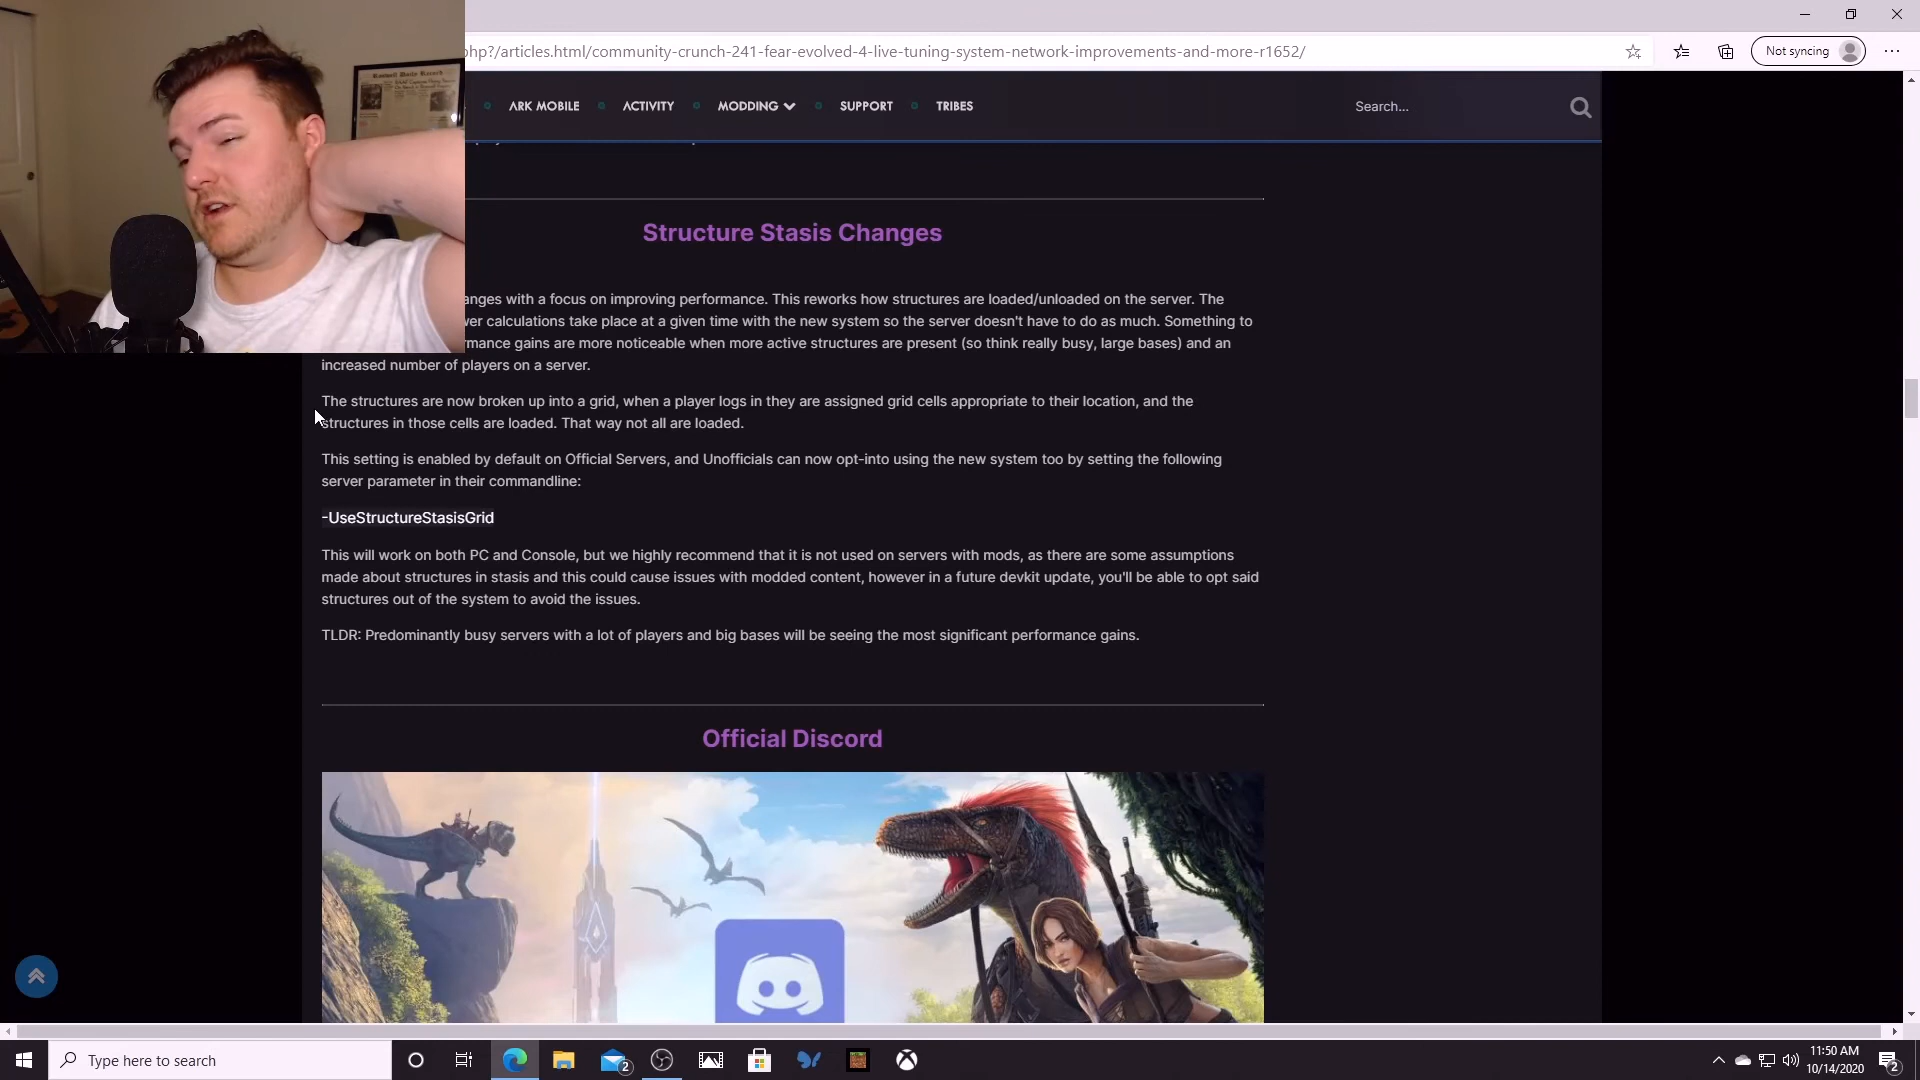 php?/articles.html/community-crunch-241-fear-evolved-4-live-tuning-system-network-improvements-and-more-r1652/
Not syncing
ARK MOBILE
ACTIVITY
MODDING
SUPPORT
TRIBES
Search...
Structure Stasis Changes
anges with a focus on improving performance. This reworks how structures are loaded/unloaded on the server. The
wer calculations take place at a given time with the new system so the server doesn't have to do as much. Something to
mance gains are more noticeable when more active structures are present (so think really busy, large bases) and an
increased number of players on a server.
The structures are now broken up into a grid, when a player logs in they are assigned grid cells appropriate to their location, and the
structures in those cells are loaded. That way not all are loaded.
This setting is enabled by default on Official Servers, and Unofficials can now opt-into using the new system too by setting the following
server parameter in their commandline:
-UseStructureStasisGrid
This will work on both PC and Console, but we highly recommend that it is not used on servers with mods, as there are some assumptions
made about structures in stasis and this could cause issues with modded content, however in a future devkit update, you'll be able to opt said
structures out of the system to avoid the issues.
TLDR: Predominantly busy servers with a lot of players and big bases will be seeing the most significant performance gains.
Official Discord
Type here to search
2
11:50 AM
10/14/2020
2